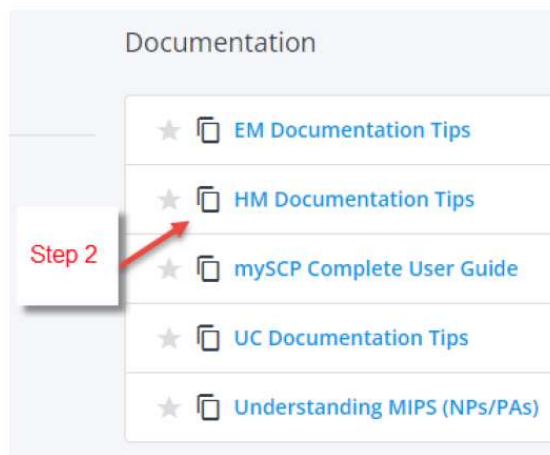 Documentation
EM Documentation Tips
HM Documentation Tips
Step 2
mySCP Complete User Guide
UC Documentation Tips
Understanding MIPS (NPs/PAs)